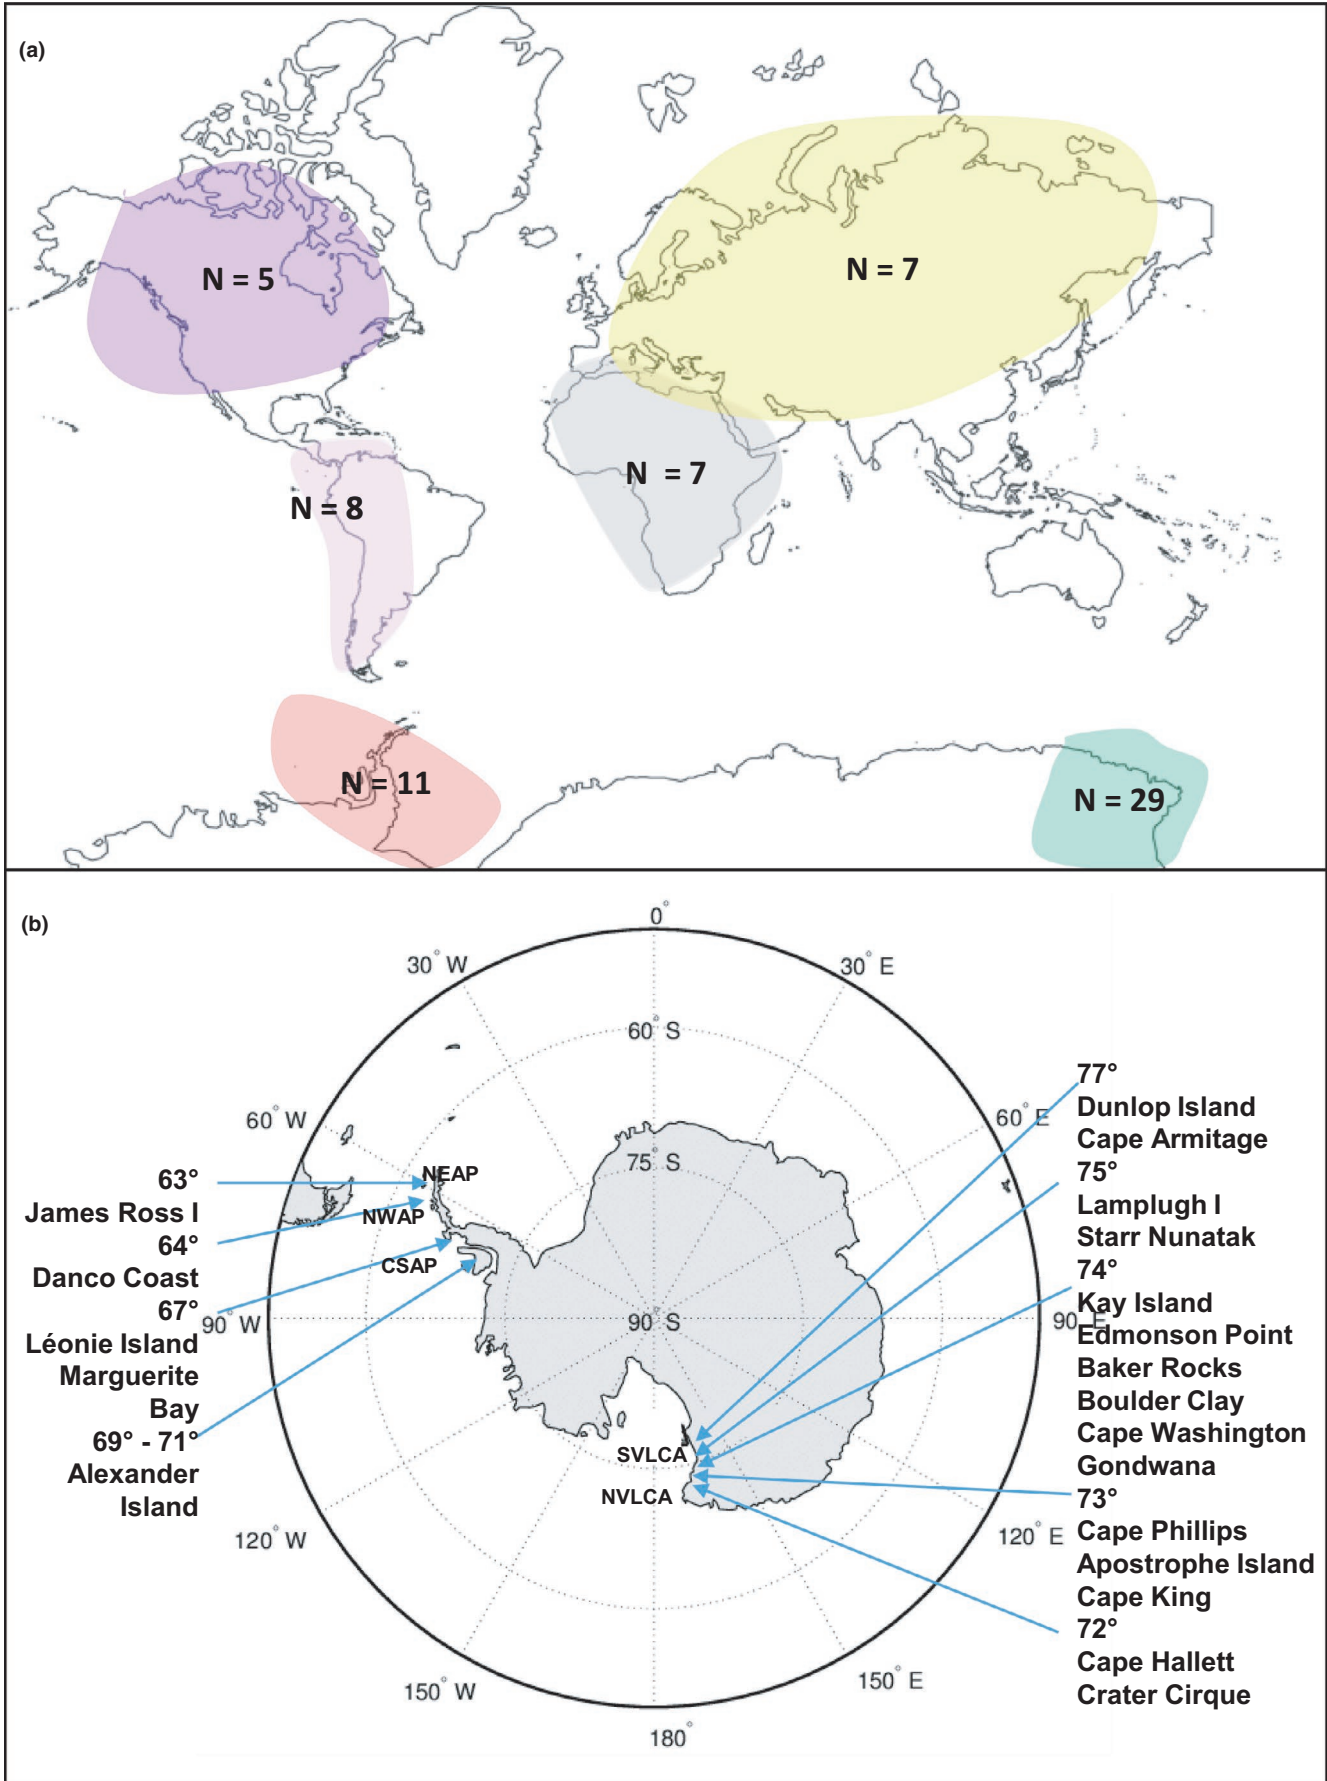 (a)
N = 5
N = 7
N = 7
N = 8
N = 11
N = 29
(b)
0°
30° W
30° E
60° S
60° W
60° E
75° S
NEAP
NWAP
CSAP
90° W
90° S
90° E
SVLCA
NVLCA
120° W
120° E
150° W
150° E
180°
63°
James Ross I
64°
Danco Coast
67°
Léonie Island
Marguerite
Bay
69° - 71°
Alexander
Island
77°
Dunlop Island
Cape Armitage
75°
Lamplugh I
Starr Nunatak
74°
Kay Island
Edmonson Point
Baker Rocks
Boulder Clay
Cape Washington
Gondwana
73°
Cape Phillips
Apostrophe Island
Cape King
72°
Cape Hallett
Crater Cirque